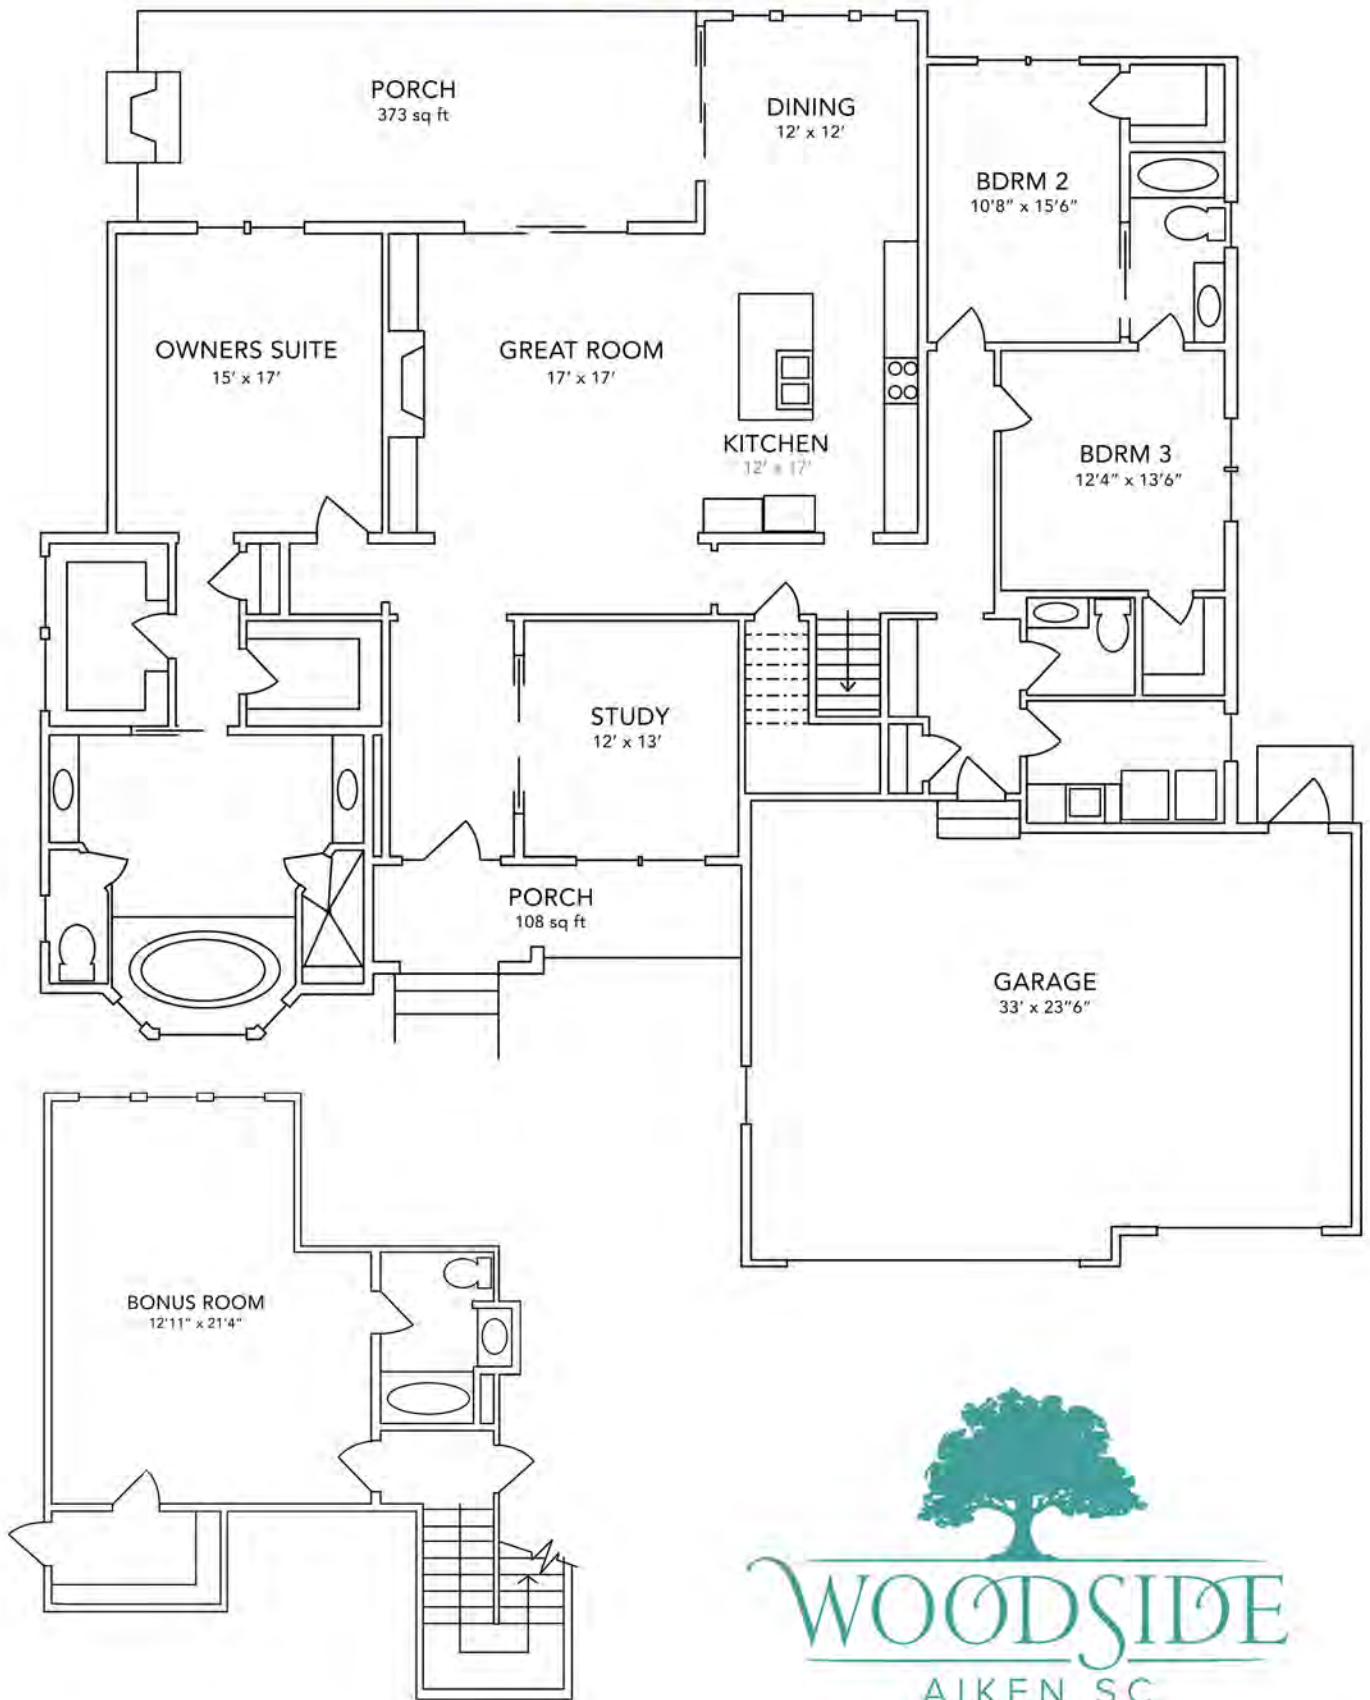 PORCH
373 sq ft
DINING
12' x 12'
BDRM 2
10'8" x 15'6"
OWNERS SUITE
15' x 17'
GREAT ROOM
17' x 17'
KITCHEN
12' x 17'
BDRM 3
12'4" x 13'6"
STUDY
12' x 13'
PORCH
108 sq ft
GARAGE
33' x 23"6"
BONUS ROOM
12'11" x 21'4"
WOODSIDE
AIKEN SC